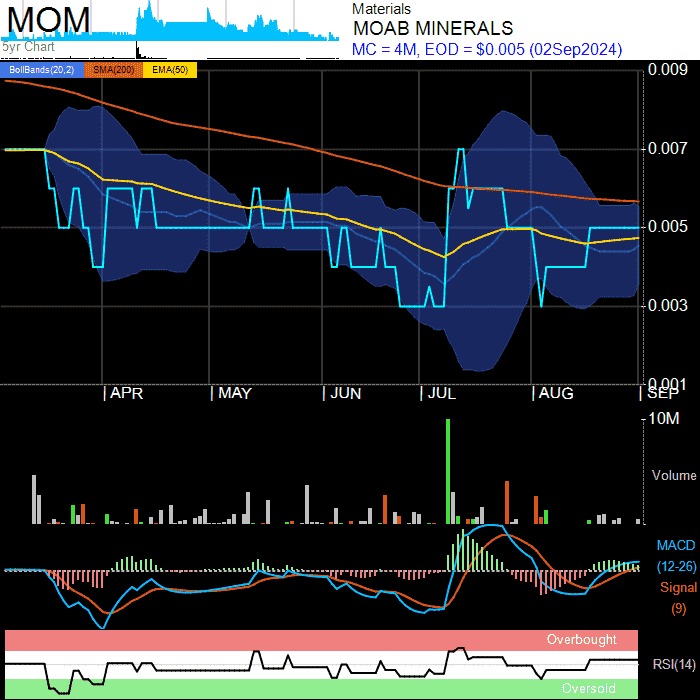 MOM
5yr Chart
Materials
MOAB MINERALS
MC = 4M, EOD = $0.005 (02Sep2024)
BollBands(20,2) SMA(200) EMA(50)
0.009
0.007
0.005
0.003
0.001
APR MAY JUN JUL AUG SEP
10M
Volume
MACD
(12-26)
Signal
(9)
Overbought
RSI(14)
Oversold